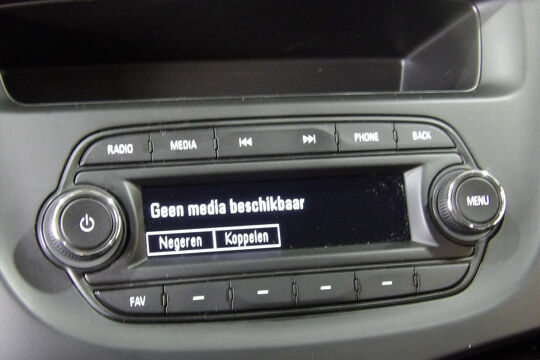 RADIO MEDIA PHONE BACK
Geen media beschikbaar
Negeren Koppelen
MENU
FAV